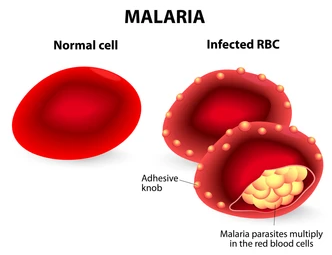 MALARIA
Normal cell
Infected RBC
Adhesive
knob
Malaria parasites multiply
in the red blood cells